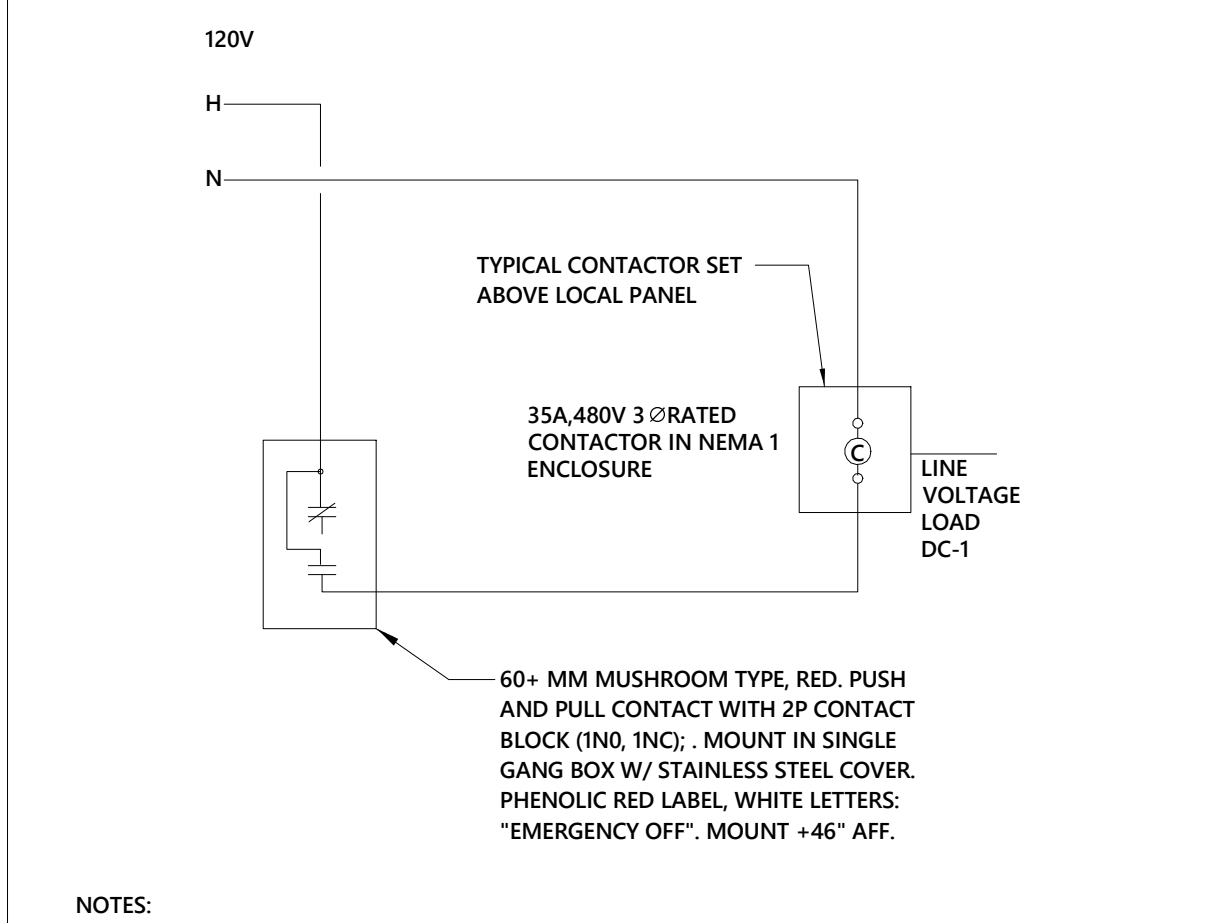 120V
H
N
TYPICAL CONTACTOR SET
ABOVE LOCAL PANEL
35A,480V 3 ∅RATED
CONTACTOR IN NEMA 1
ENCLOSURE
C
LINE
VOLTAGE
LOAD
DC-1
60+ MM MUSHROOM TYPE, RED. PUSH
AND PULL CONTACT WITH 2P CONTACT
BLOCK (1N0, 1NC); . MOUNT IN SINGLE
GANG BOX W/ STAINLESS STEEL COVER.
PHENOLIC RED LABEL, WHITE LETTERS:
"EMERGENCY OFF". MOUNT +46" AFF.
NOTES: